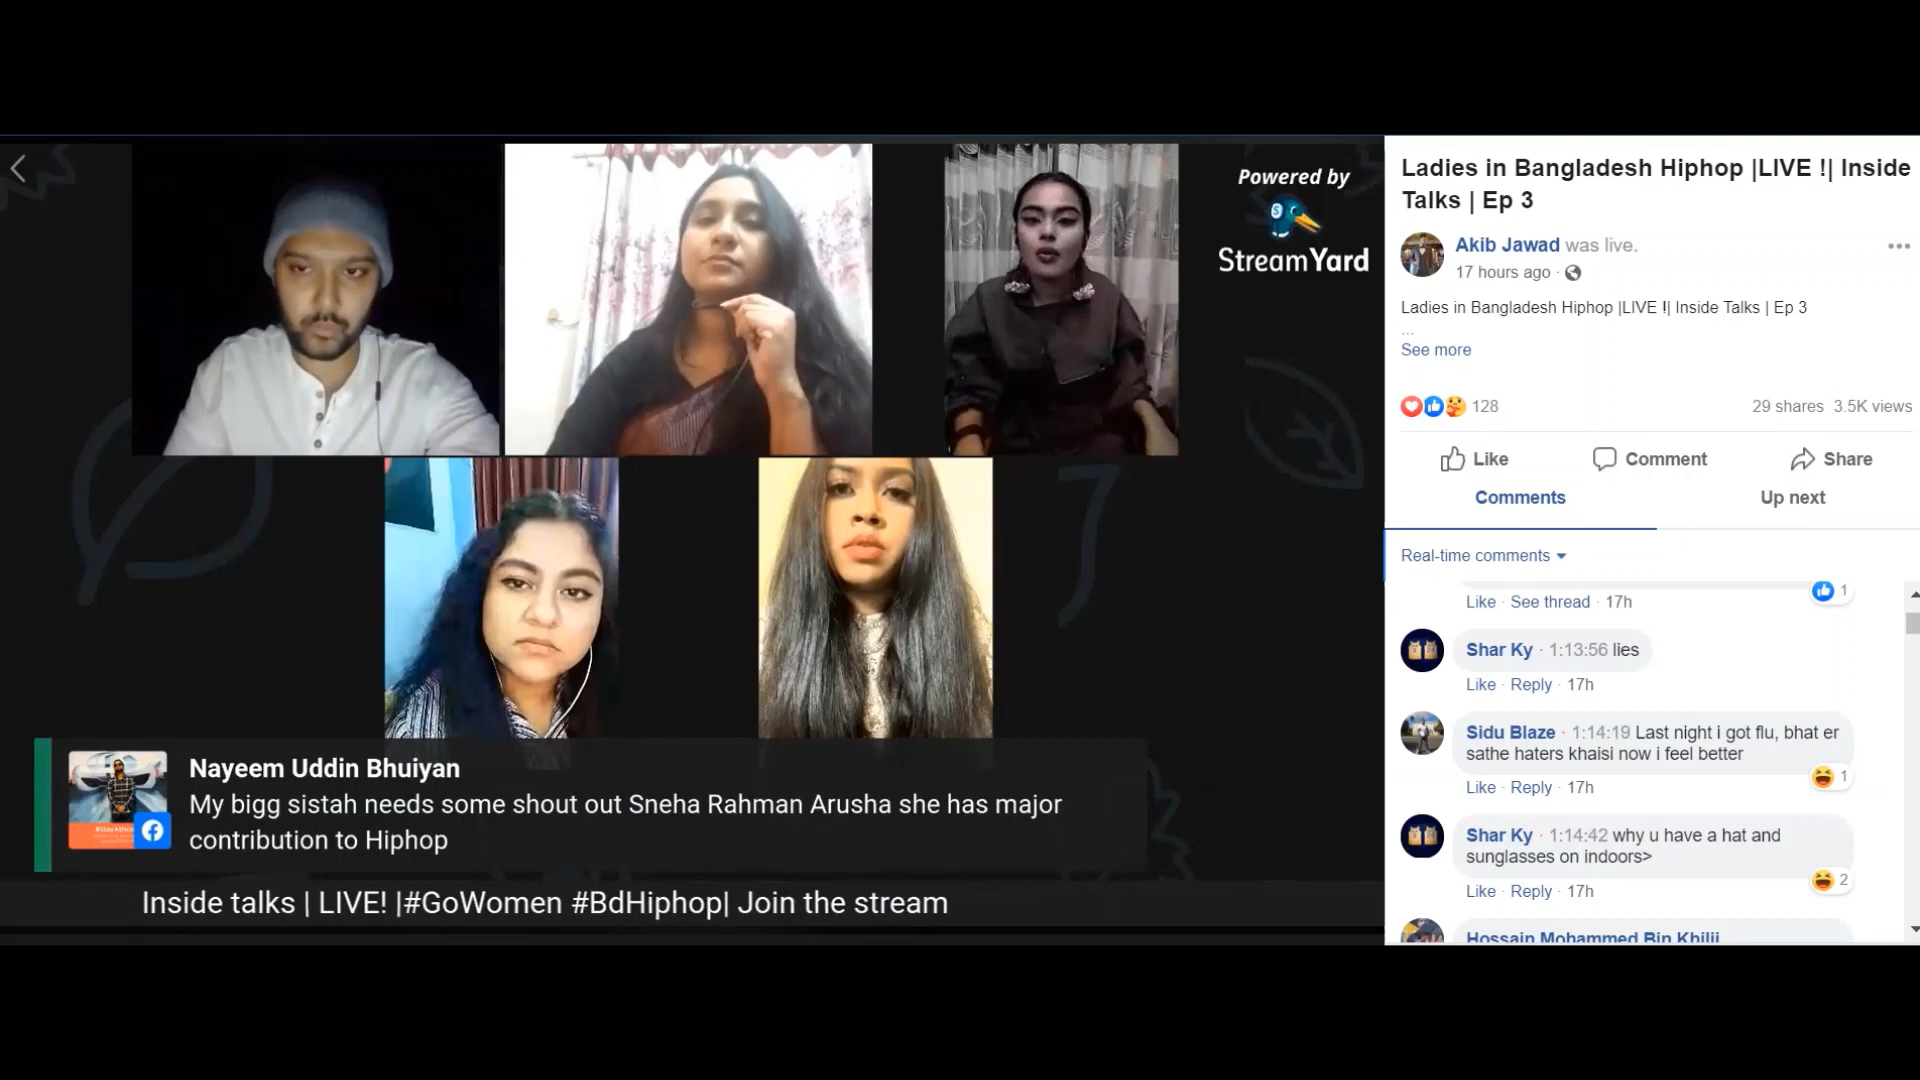 Powered by
StreamYard
Nayeem Uddin Bhuiyan
My bigg sistah needs some shout out Sneha Rahman Arusha she has major
contribution to Hiphop
Inside talks | LIVE! |#GoWomen #BdHiphop| Join the stream
Ladies in Bangladesh Hiphop |LIVE !| Inside
Talks | Ep 3
Akib Jawad was live.
17 hours ago ·
Ladies in Bangladesh Hiphop |LIVE !| Inside Talks | Ep 3
...
See more
128
29 shares 3.5K views
Like Comment Share
Comments Up next
Real-time comments
1
Like · See thread · 17h
Shar Ky · 1:13:56 lies
Like · Reply · 17h
Sidu Blaze · 1:14:19 Last night i got flu, bhat er
sathe haters khaisi now i feel better
1
Like · Reply · 17h
Shar Ky · 1:14:42 why u have a hat and
sunglasses on indoors>
2
Like · Reply · 17h
Hossain Mohammed Bin Khilji